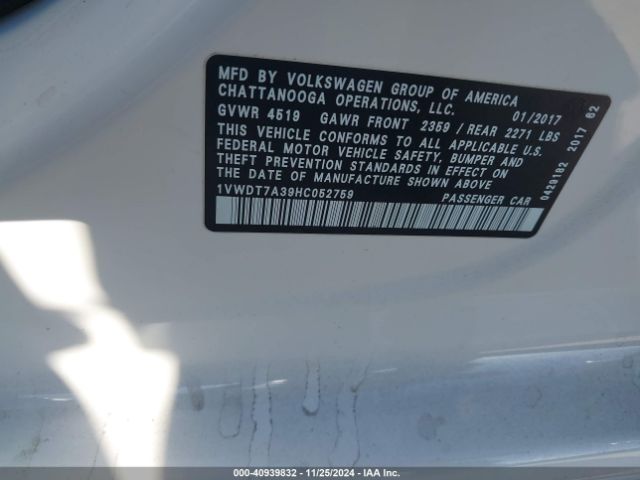 MFD BY VOLKSWAGEN GROUP OF AMERICA
CHATTANOOGA OPERATIONS, LLC. 01/2017
GVWR 4519 GAWR FRONT 2359 / REAR 2271 LBS
THIS VEHICLE CONFORMS TO ALL APPLICABLE U.S.
FEDERAL MOTOR VEHICLE SAFETY, BUMPER AND
THEFT PREVENTION STANDARDS IN EFFECT ON
THE DATE OF MANUFACTURE SHOWN ABOVE.
1VWDT7A39HC052759 PASSENGER CAR
0429182 2017 62
000-40939832 - 11/25/2024 - IAA Inc.